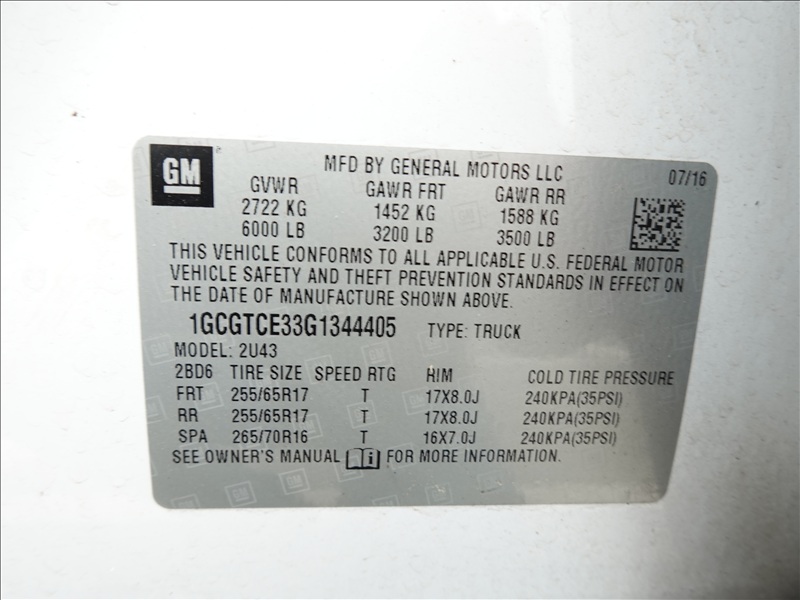 GM
MFD BY GENERAL MOTORS LLC 07/16
GVWR GAWR FRT GAWR RR
2722 KG 1452 KG 1588 KG
6000 LB 3200 LB 3500 LB
THIS VEHICLE CONFORMS TO ALL APPLICABLE U.S. FEDERAL MOTOR
VEHICLE SAFETY AND THEFT PREVENTION STANDARDS IN EFFECT ON
THE DATE OF MANUFACTURE SHOWN ABOVE.
1GCGTCE33G1344405 TYPE: TRUCK
MODEL: 2U43
2BD6 TIRE SIZE SPEED RTG RIM COLD TIRE PRESSURE
FRT 255/65R17 T 17X8.0J 240KPA(35PSI)
RR 255/65R17 T 17X8.0J 240KPA(35PSI)
SPA 265/70R16 T 16X7.0J 240KPA(35PSI)
SEE OWNER'S MANUAL FOR MORE INFORMATION.